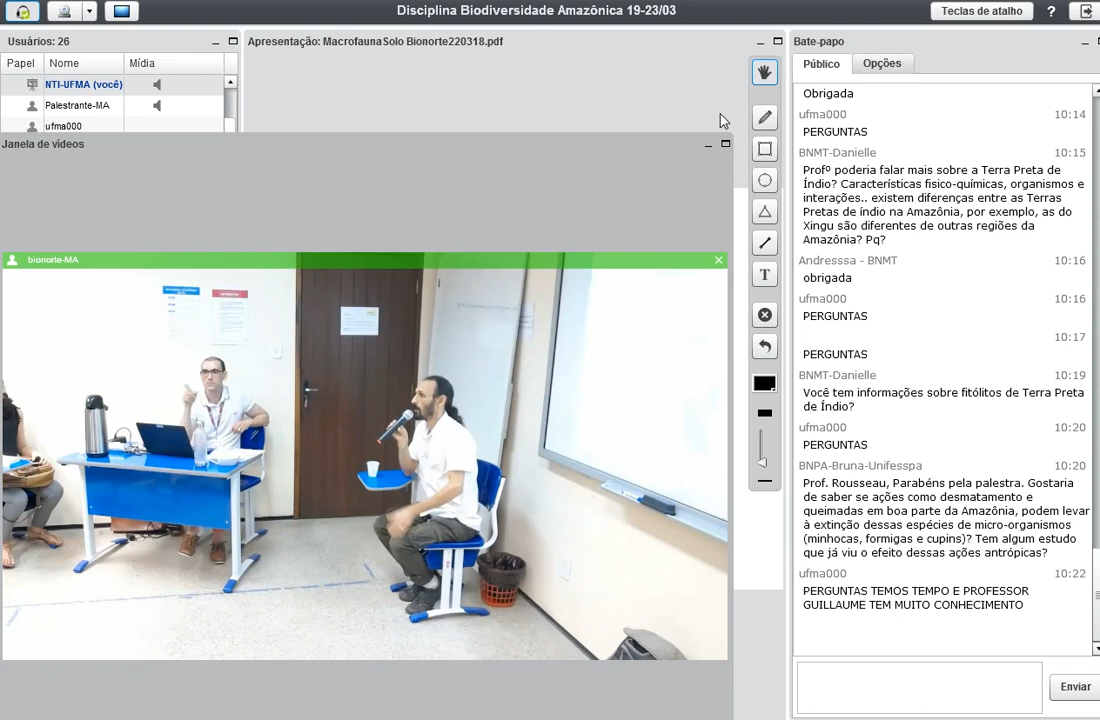 Disciplina Biodiversidade Amazônica 19-23/03
Teclas de atalho
?
Usuários: 26
Papel Nome Mídia
NTI-UFMA (você)
Palestrante-MA
ufma000
Apresentação: MacrofaunaSolo Bionorte220318.pdf
Janela de vídeos
bionorte-MA
T
Bate-papo
Público Opções
Obrigada
ufma000 10:14
PERGUNTAS
BNMT-Danielle 10:15
Profº poderia falar mais sobre a Terra Preta de
Índio? Características fisico-químicas, organismos e
interações.. existem diferenças entre as Terras
Pretas de índio na Amazônia, por exemplo, as do
Xingu são diferentes de outras regiões da
Amazônia? Pq?
Andresssa - BNMT 10:16
obrigada
ufma000 10:16
PERGUNTAS
10:17
PERGUNTAS
BNMT-Danielle 10:19
Você tem informações sobre fitólitos de Terra Preta
de Índio?
ufma000 10:20
PERGUNTAS
BNPA-Bruna-Unifesspa 10:20
Prof. Rousseau, Parabéns pela palestra. Gostaria
de saber se ações como desmatamento e
queimadas em boa parte da Amazônia, podem levar
à extinção dessas espécies de micro-organismos
(minhocas, formigas e cupins)? Tem algum estudo
que já viu o efeito dessas ações antrópicas?
ufma000 10:22
PERGUNTAS TEMOS TEMPO E PROFESSOR
GUILLAUME TEM MUITO CONHECIMENTO
Enviar